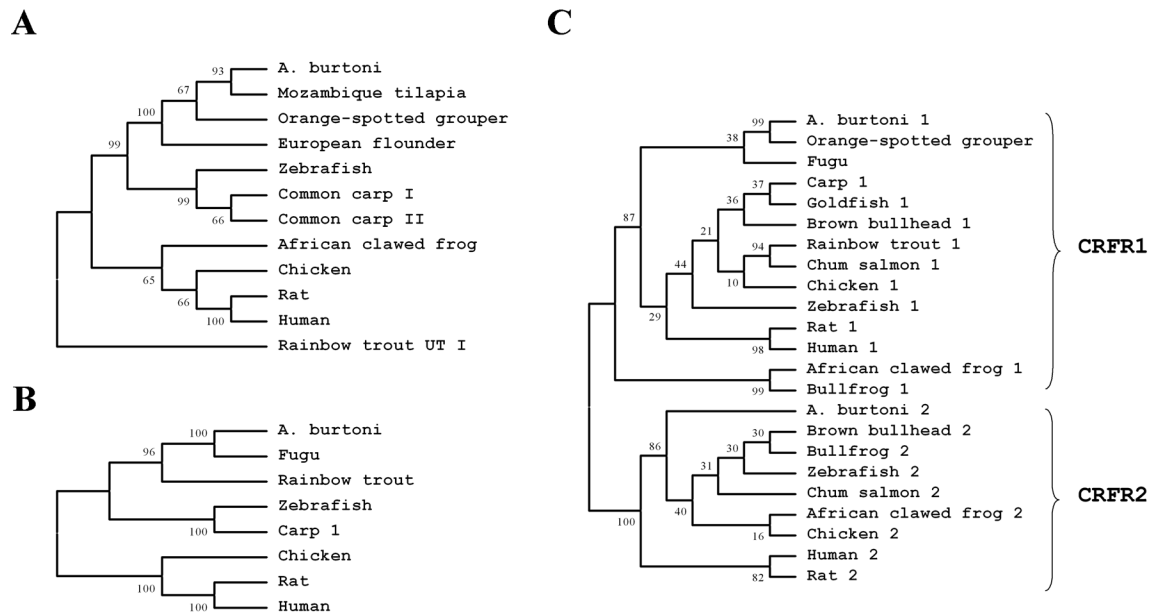 A
93
A. burtoni
67
Mozambique tilapia
100
Orange-spotted grouper
99
European flounder
Zebrafish
99
Common carp I
66
Common carp II
African clawed frog
65
Chicken
66
Rat
100
Human
Rainbow trout UT I
B
100
A. burtoni
96
Fugu
Rainbow trout
Zebrafish
100
Carp 1
Chicken
100
Rat
100
Human
C
99
A. burtoni 1
38
Orange-spotted grouper
Fugu
37
Carp 1
36
Goldfish 1
87
Brown bullhead 1
21
94
Rainbow trout 1
CRFR1
44
Chum salmon 1
10
Chicken 1
Zebrafish 1
29
Rat 1
98
Human 1
African clawed frog 1
99
Bullfrog 1
A. burtoni 2
30
Brown bullhead 2
86
30
Bullfrog 2
31
Zebrafish 2
Chum salmon 2
CRFR2
40
African clawed frog 2
100
16
Chicken 2
Human 2
82
Rat 2